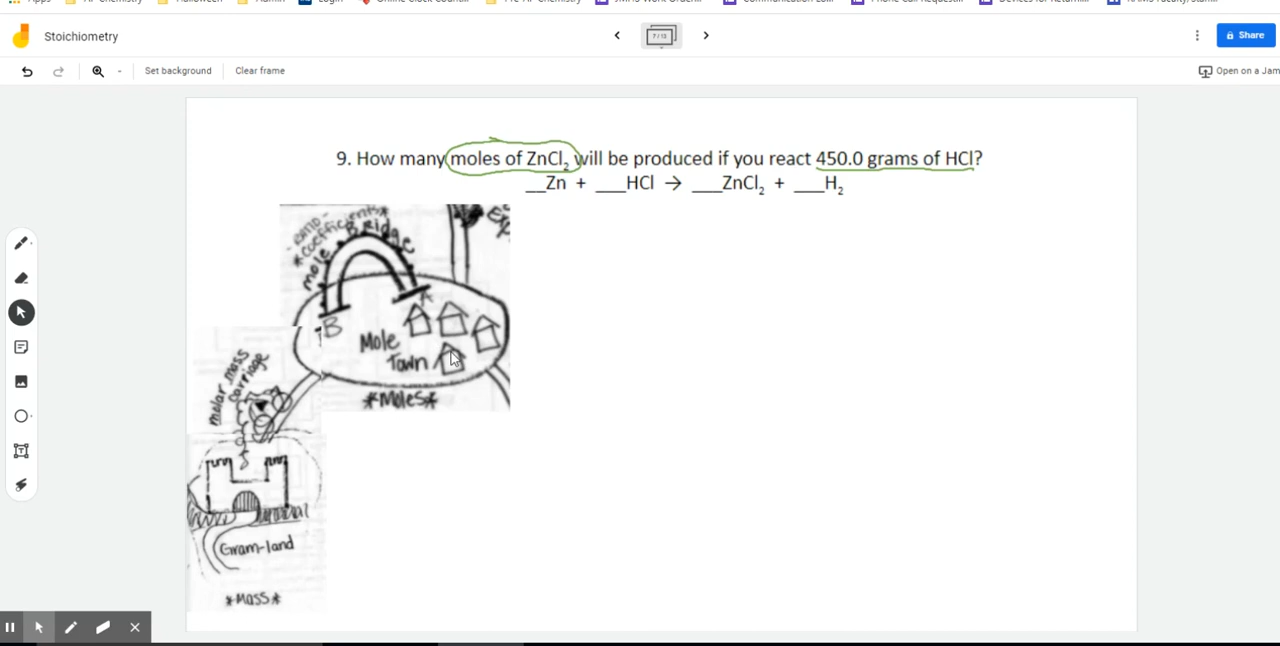 Stoichiometry
7 / 13
Share
Set background
Clear frame
Open on a Jam
9. How many moles of ZnCl₂ will be produced if you react 450.0 grams of HCl?
__Zn + ___HCl → ___ZnCl₂ + ___H₂
*coefficients*
mole Bridge
A
B
Mole
Town
*Moles*
molar mass
carriage
Gram-land
*Mass*